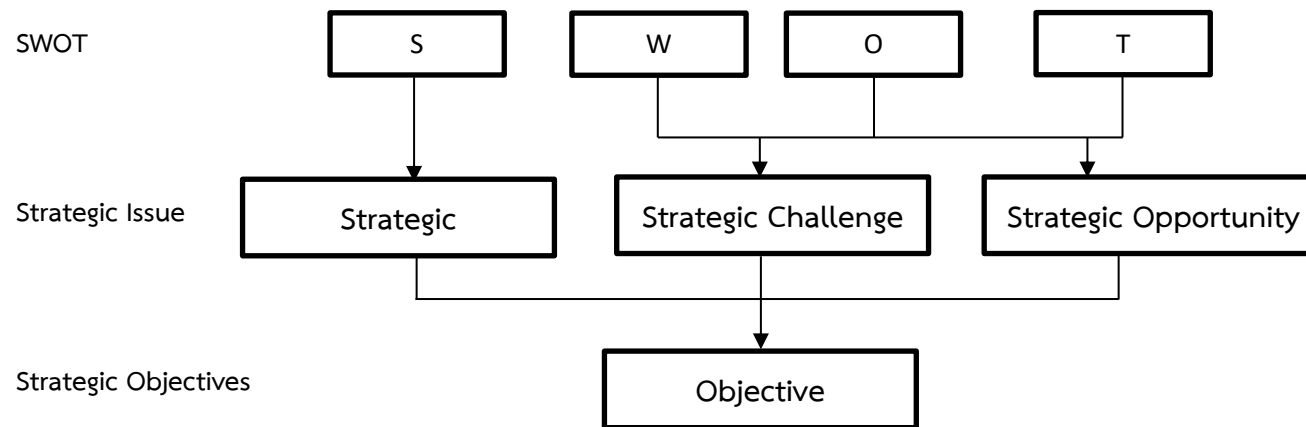 SWOT
S
W
O
T
Strategic Issue
Strategic
Strategic Challenge
Strategic Opportunity
Strategic Objectives
Objective